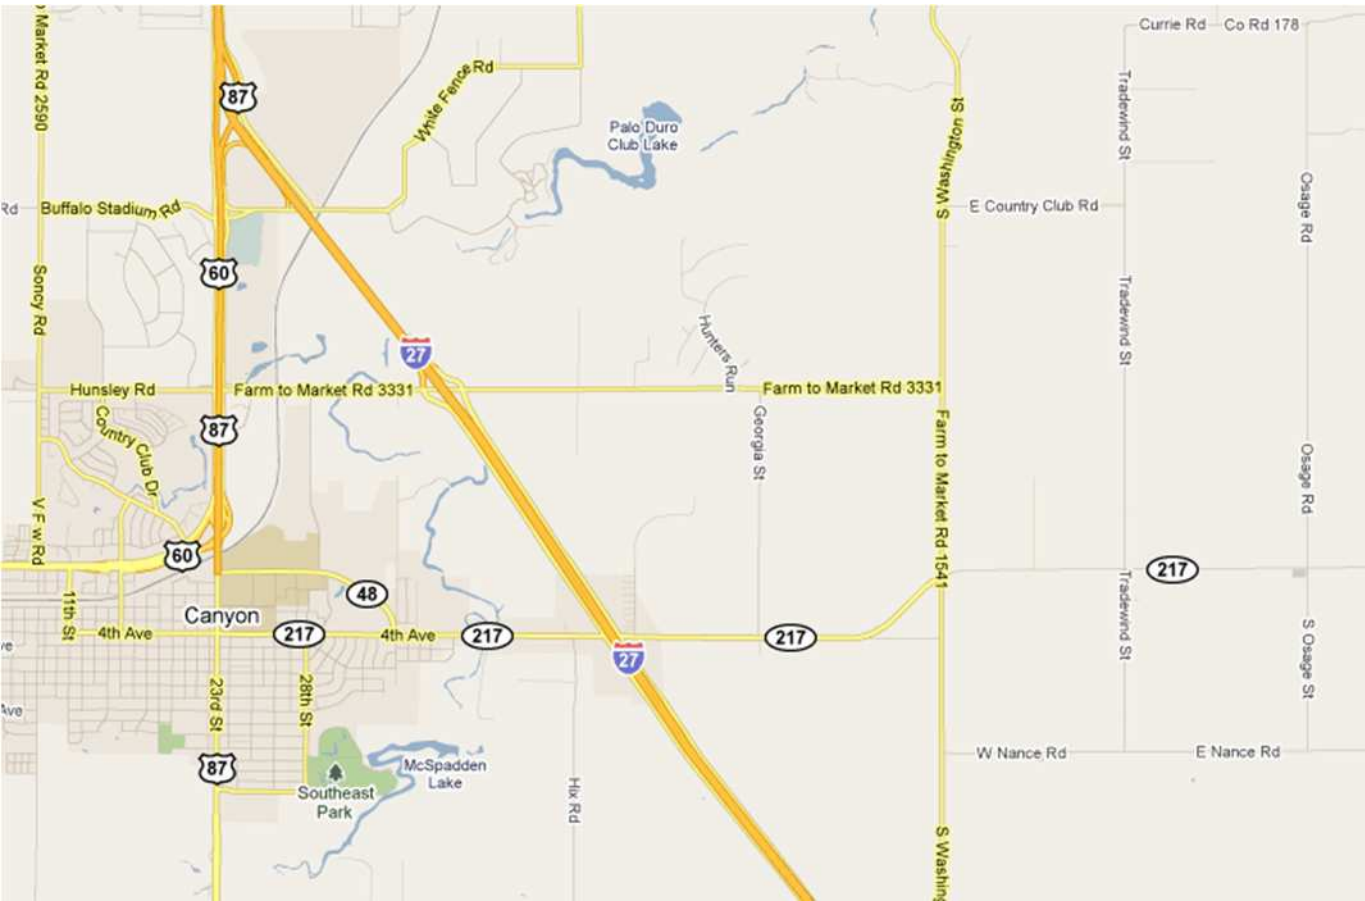 Market Rd 2590
Currie Rd
Co Rd 178
White Fence Rd
87
Tradewind St
S Washington St
Palo Duro
Club Lake
Rd
Buffalo Stadium Rd
E Country Club Rd
Osage Rd
60
Soncy Rd
Tradewind St
27
Hunters Run
Hunsley Rd
Farm to Market Rd 3331
Farm to Market Rd 3331
Country Club Dr
87
Georgia St
Farm to Market Rd 1541
Osage Rd
V F w Rd
60
217
48
Tradewind St
11th St
Canyon
4th Ave
217
4th Ave
217
217
27
S Osage St
ve
Ave
23rd St
28th St
W Nance Rd
E Nance Rd
87
McSpadden
Lake
Southeast
Park
Hix Rd
S Washing